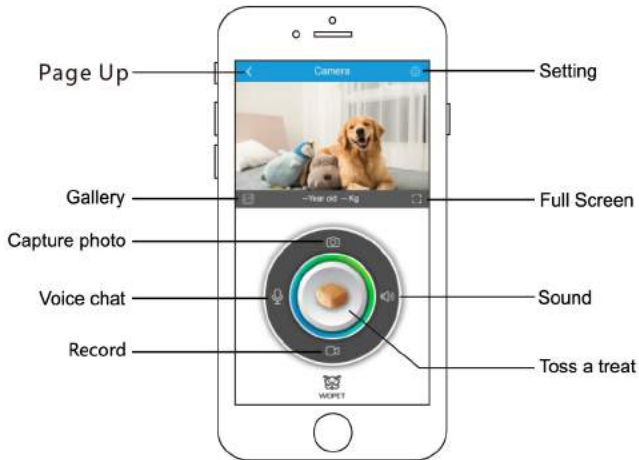 Page Up
Camera
Setting
Gallery
--Year old --Kg
Full Screen
Capture photo
Voice chat
Sound
Record
Toss a treat
WOPET